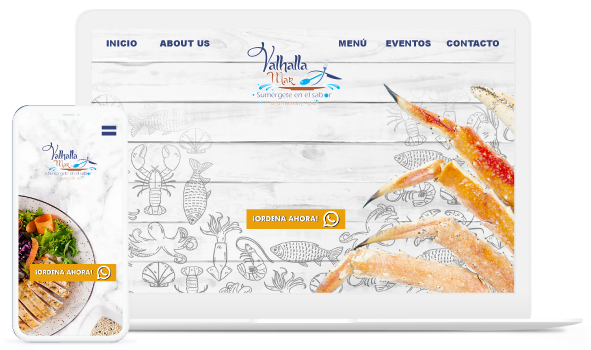 INICIO
ABOUT US
Valhalla
Mar
Sumérgete en el sabor
MENÚ
EVENTOS
CONTACTO
¡ORDENA AHORA!
Valhalla
Mar
Sumérgete en el sabor
¡ORDENA AHORA!